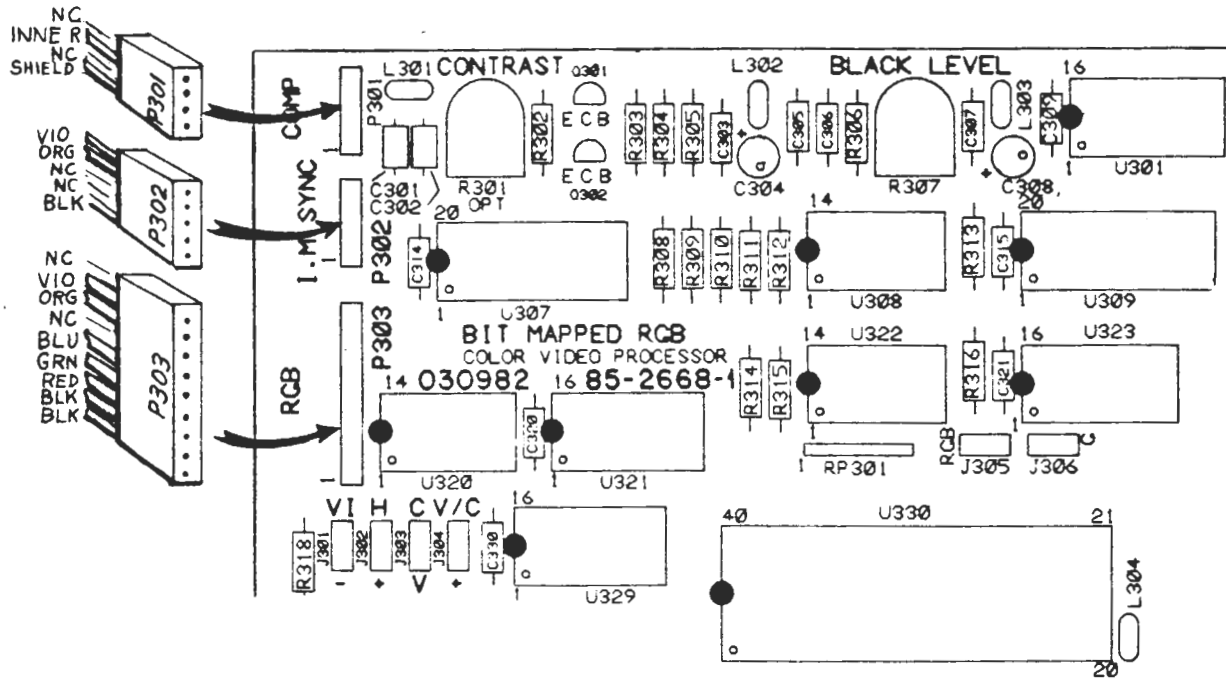 NC
INNER
NC
SHIELD
P301
VIO
ORG
NC
NC
BLK
P302
NC
VIO
ORG
NC
BLU
GRN
RED
BLK
BLK
P303
COMP
P301
1
L301
CONTRAST
Q301
E C B
E C B
Q302
R302
R301
OPT
C301
C302
R303
R304
R305
C303
L302
+
C304
C305
C306
R306
BLACK LEVEL
R307
C307
L303
+
C308,
C309
16
1
U301
I.M.SYNC
P302
1
C314
20
1
U307
R308
R309
R310
R311
R312
14
1
U308
R313
C315
20
1
U309
BIT MAPPED RGB
COLOR VIDEO PROCESSOR
030982
85-2668-1
RGB
P303
1
14
1
U320
C320
16
1
U321
R314
R315
14
U322
1
RP301
1
R316
C321
16
U323
1
RGB
J305
J306
G
VI H C V/C
R318
J301
J302
J303
J304
- + V +
C330
16
1
U329
40
U330
21
20
L304